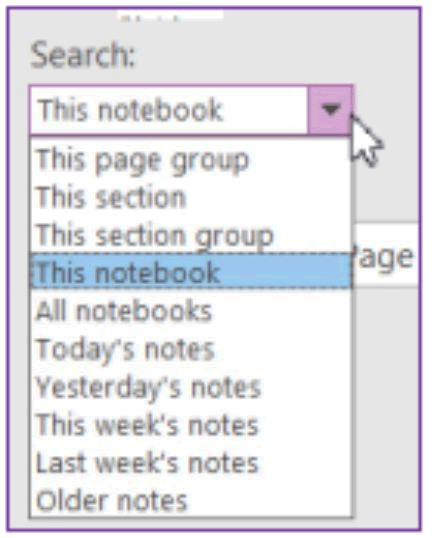 Search:
This notebook
This page group
This section
This section group
This notebook
All notebooks
Today's notes
Yesterday's notes
This week's notes
Last week's notes
Older notes